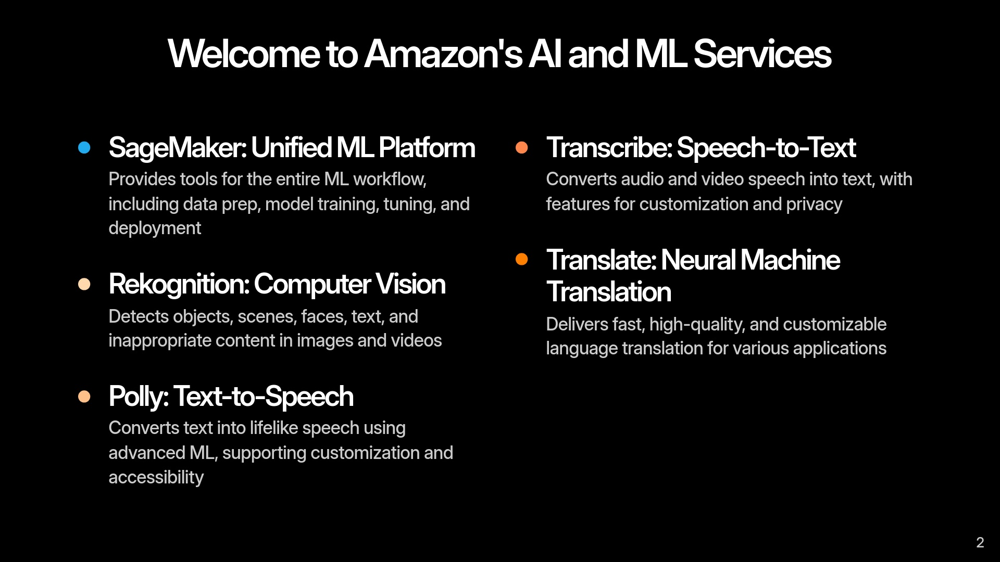 Welcome to Amazon's AI and ML Services
SageMaker: Unified ML Platform
Provides tools for the entire ML workflow,
including data prep, model training, tuning, and
deployment
Rekognition: Computer Vision
Detects objects, scenes, faces, text, and
inappropriate content in images and videos
Polly: Text-to-Speech
Converts text into lifelike speech using
advanced ML, supporting customization and
accessibility
Transcribe: Speech-to-Text
Converts audio and video speech into text, with
features for customization and privacy
Translate: Neural Machine
Translation
Delivers fast, high-quality, and customizable
language translation for various applications
2